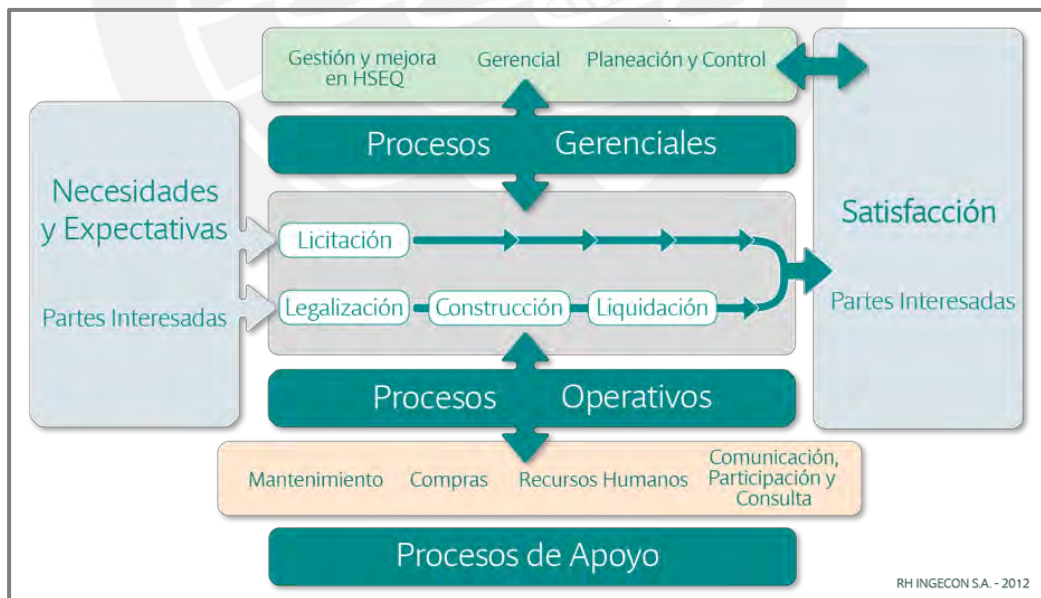 Gestión y mejora
en HSEQ
Gerencial
Planeación y Control
Procesos Gerenciales
Necesidades
y Expectativas
Partes Interesadas
Licitación
Legalización
Construcción
Liquidación
Satisfacción
Partes Interesadas
Procesos Operativos
Mantenimiento
Compras
Recursos Humanos
Comunicación,
Participación y
Consulta
Procesos de Apoyo
RH INGECON S.A. - 2012